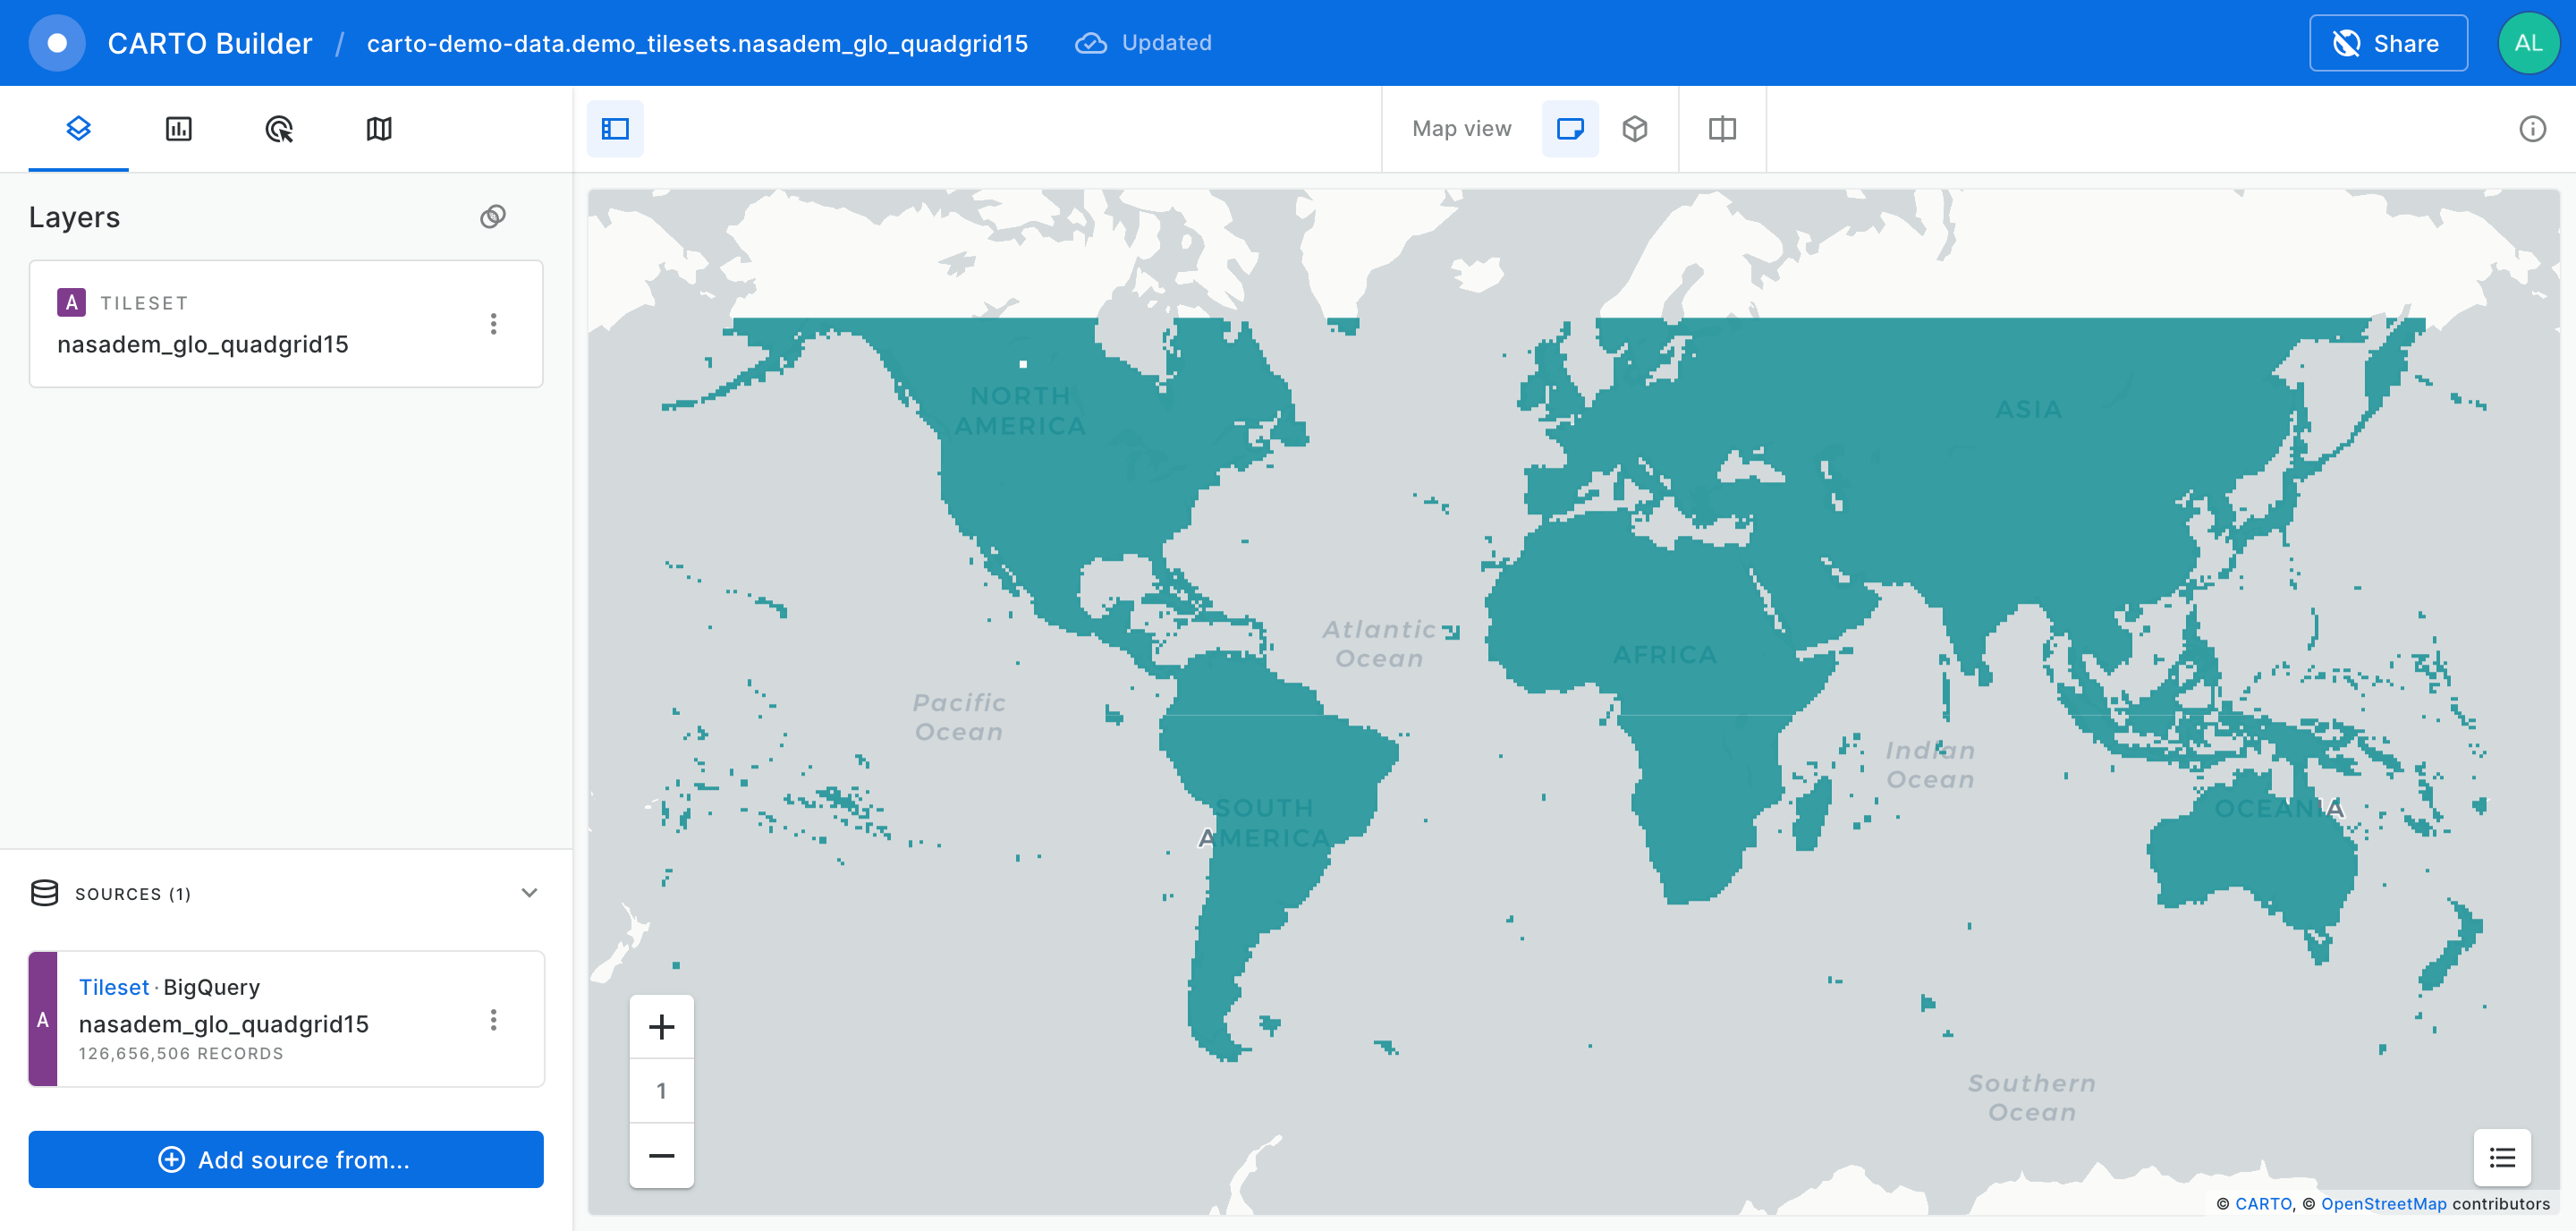 CARTO Builder / carto-demo-data.demo_tilesets.nasadem_glo_quadgrid15 Updated Share AL
Map view
Layers
A TILESET
nasadem_glo_quadgrid15
SOURCES (1)
A
Tileset · BigQuery
nasadem_glo_quadgrid15
126,656,506 RECORDS
Add source from...
NORTH
AMERICA
ASIA
Atlantic
Ocean
AFRICA
Pacific
Ocean
Indian
Ocean
SOUTH
AMERICA
OCEANIA
Southern
Ocean
1
© CARTO, © OpenStreetMap contributors